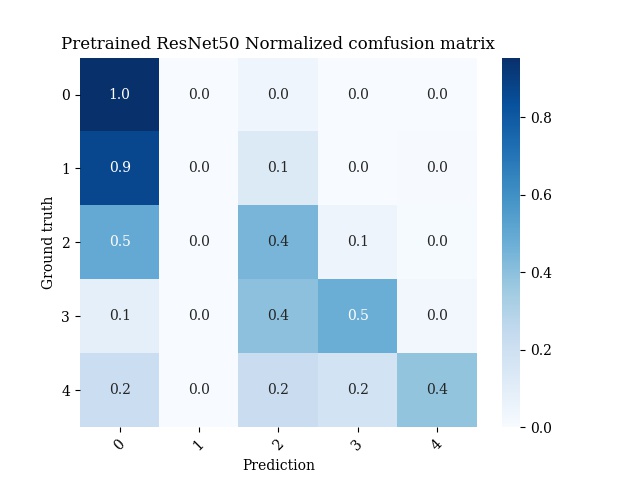 Pretrained ResNet50 Normalized comfusion matrix
0 1.0 0.0 0.0 0.0 0.0
1 0.9 0.0 0.1 0.0 0.0
2 0.5 0.0 0.4 0.1 0.0
3 0.1 0.0 0.4 0.5 0.0
4 0.2 0.0 0.2 0.2 0.4
Ground truth
0 1 2 3 4
Prediction
0.8
0.6
0.4
0.2
0.0